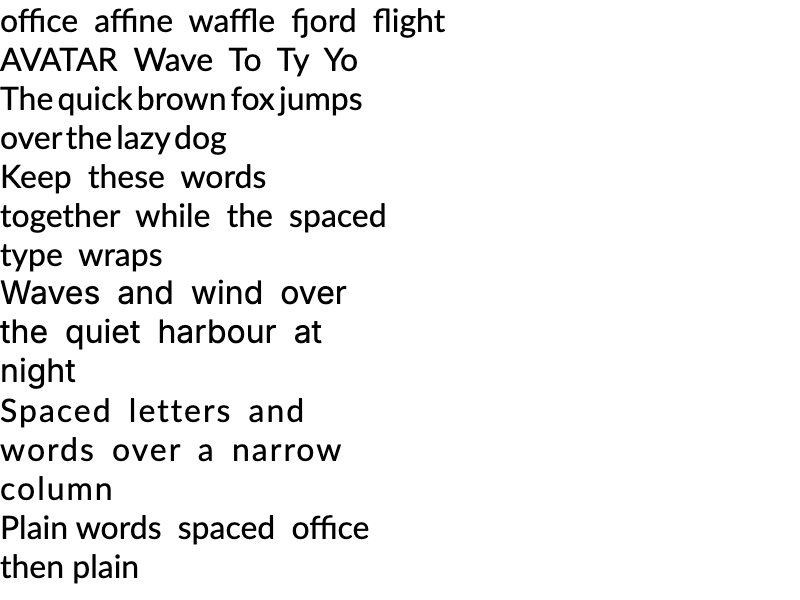 office affine waffle fjord flight
AVATAR Wave To Ty Yo
The quick brown fox jumps
over the lazy dog
Keep these words
together while the spaced
type wraps
Waves and wind over
the quiet harbour at
night
Spaced letters and
words over a narrow
column
Plain words spaced office
then plain